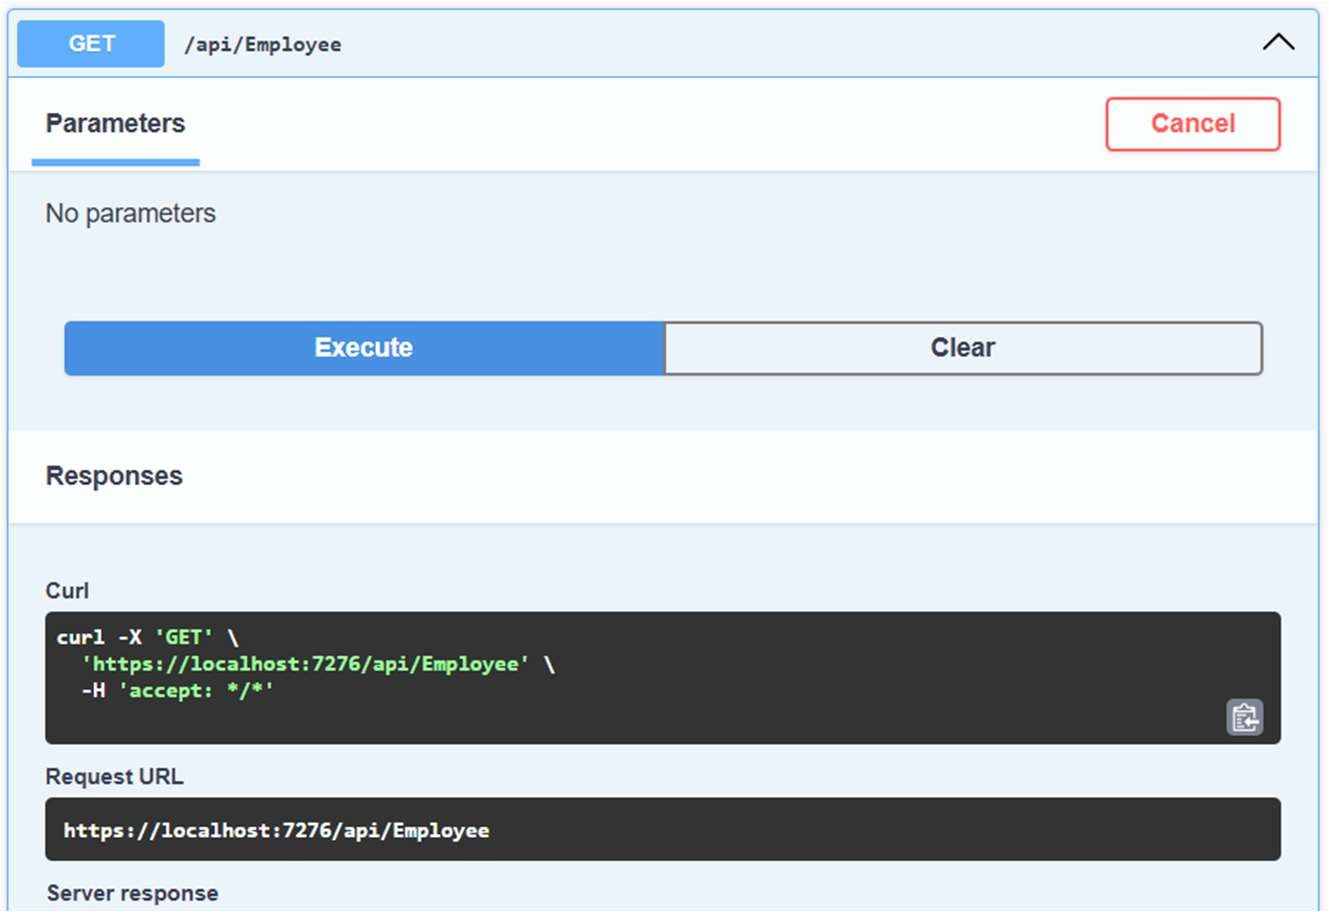 GET /api/Employee
Parameters
Cancel
No parameters
Execute
Clear
Responses
Curl
curl -X 'GET' \
'https://localhost:7276/api/Employee' \
-H 'accept: */*'
Request URL
https://localhost:7276/api/Employee
Server response